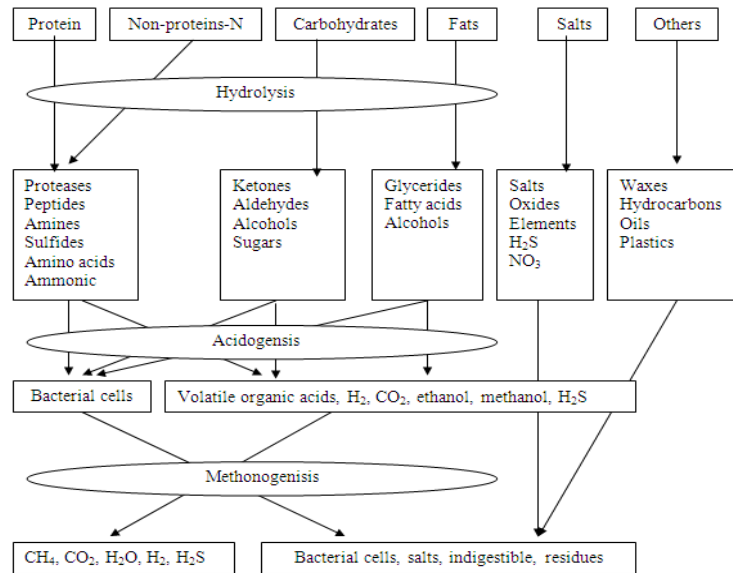 Protein
Non-proteins-N
Carbohydrates
Fats
Salts
Others
Hydrolysis
Proteases
Peptides
Amines
Sulfides
Amino acids
Ammonic
Ketones
Aldehydes
Alcohols
Sugars
Glycerides
Fatty acids
Alcohols
Salts
Oxides
Elements
H₂S
NO₃
Waxes
Hydrocarbons
Oils
Plastics
Acidogensis
Bacterial cells
Volatile organic acids, H₂, CO₂, ethanol, methanol, H₂S
Methonogenisis
CH₄, CO₂, H₂O, H₂, H₂S
Bacterial cells, salts, indigestible, residues